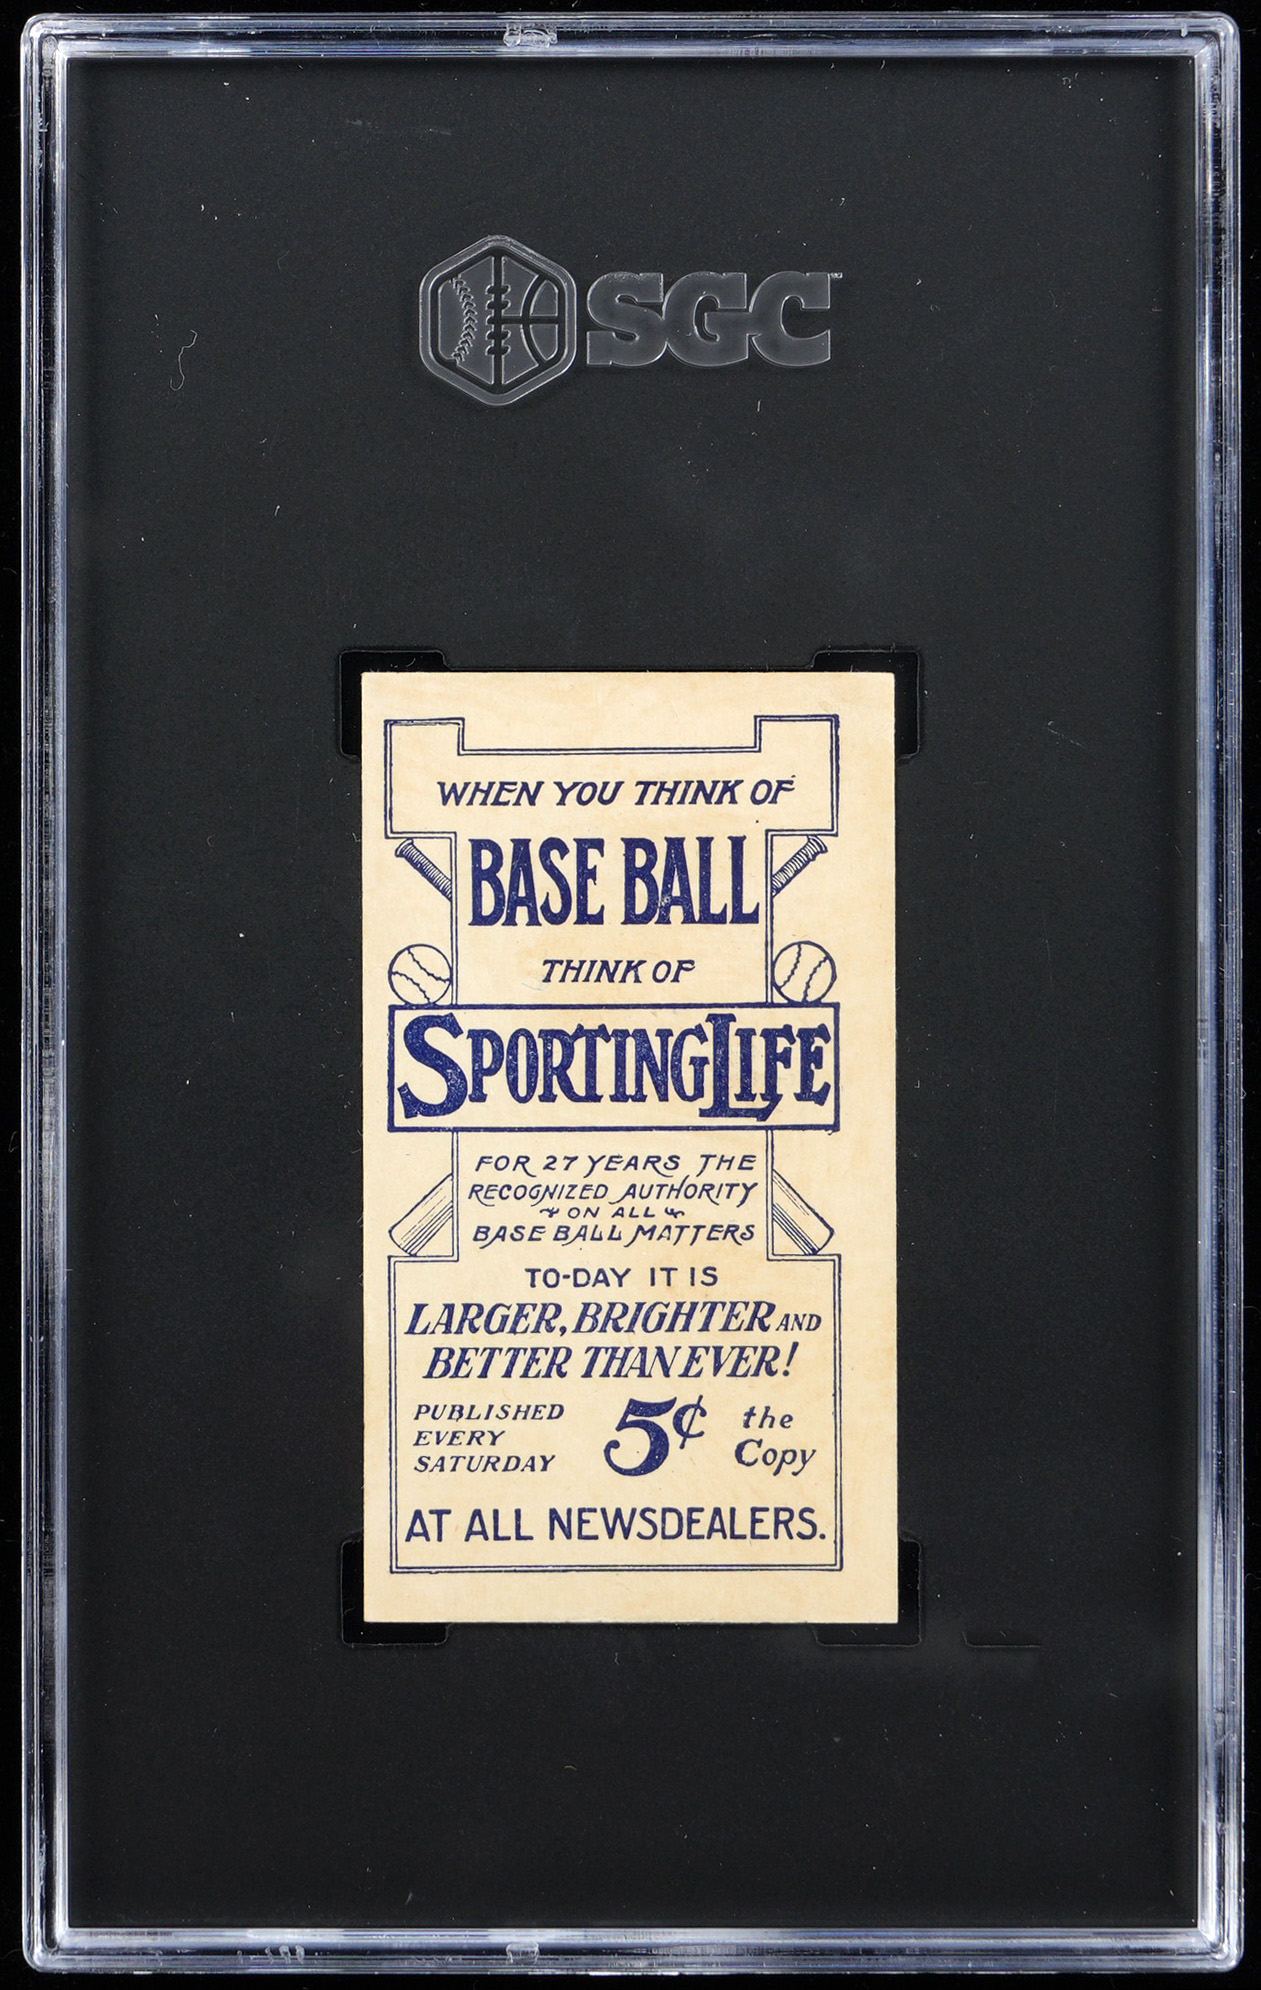 SGC
WHEN YOU THINK OF
BASE BALL
THINK OF
SPORTING LIFE
FOR 27 YEARS THE
RECOGNIZED AUTHORITY
ON ALL
BASE BALL MATTERS
TO-DAY IT IS
LARGER, BRIGHTER AND
BETTER THAN EVER!
PUBLISHED
EVERY
SATURDAY
5¢
the
Copy
AT ALL NEWSDEALERS.